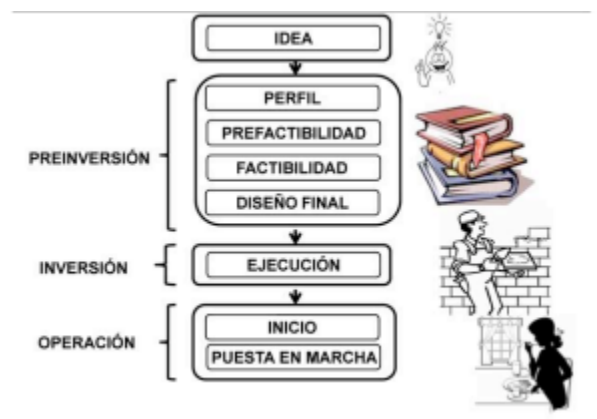 IDEA
PREINVERSIÓN
PERFIL
PREFACTIBILIDAD
FACTIBILIDAD
DISEÑO FINAL
INVERSIÓN
EJECUCIÓN
OPERACIÓN
INICIO
PUESTA EN MARCHA